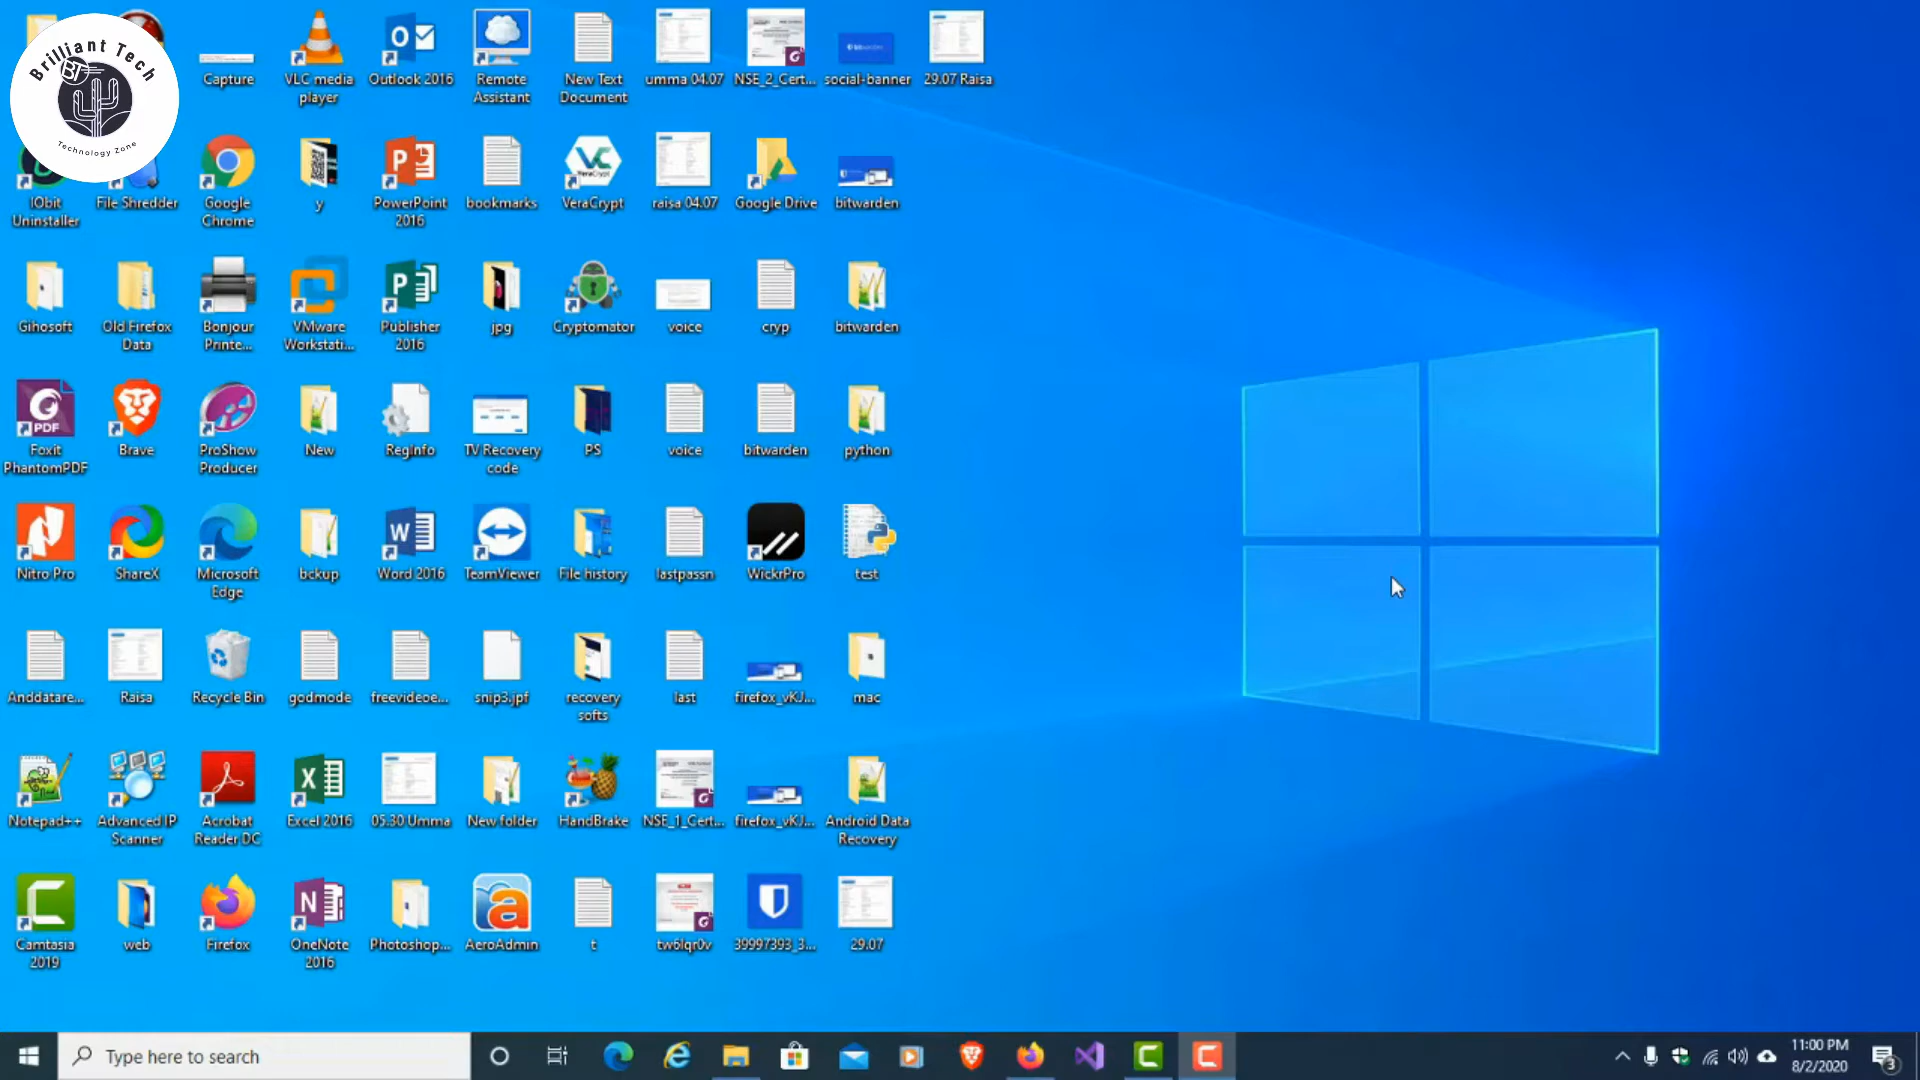 Brilliant Tech
BT
Technology Zone
Capture
VLC media
player
Outlook 2016
Remote
Assistant
New Text
Document
umma 04.07
NSE_2_Cert...
social-banner
29.07 Raisa
IObit
Uninstaller
File Shredder
Google
Chrome
y
PowerPoint
2016
bookmarks
VeraCrypt
raisa 04.07
Google Drive
bitwarden
Gihosoft
Old Firefox
Data
Bonjour
Printe...
VMware
Workstati...
Publisher
2016
jpg
Cryptomator
voice
cryp
bitwarden
Foxit
PhantomPDF
Brave
ProShow
Producer
New
Reginfo
TV Recovery
code
PS
voice
bitwarden
python
Nitro Pro
ShareX
Microsoft
Edge
bckup
Word 2016
TeamViewer
File history
lastpassn
WickrPro
test
Anddatare...
Raisa
Recycle Bin
godmode
freevideoe...
snip3.jpf
recovery
softs
last
firefox_vKJ...
mac
Notepad++
Advanced IP
Scanner
Acrobat
Reader DC
Excel 2016
05.30 Umma
New folder
HandBrake
NSE_1_Cert...
firefox_vKJ...
Android Data
Recovery
Camtasia
2019
web
Firefox
OneNote
2016
Photoshop...
AeroAdmin
t
tw6lqr0v
39997393_3...
29.07
Type here to search
11:00 PM
8/2/2020
3